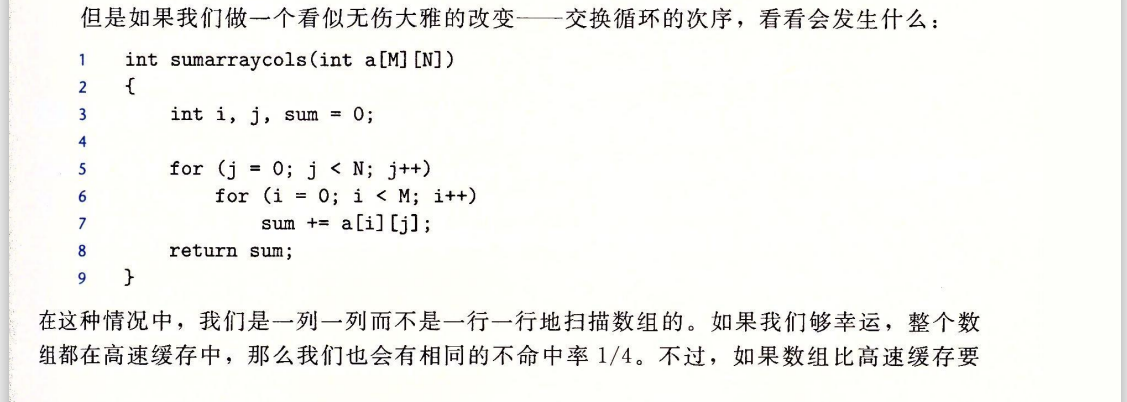 但是如果我们做一个看似无伤大雅的改变——交换循环的次序，看看会发生什么：
1 int sumarraycols(int a[M][N])
2 {
3 int i, j, sum = 0;
4
5 for (j = 0; j < N; j++)
6 for (i = 0; i < M; i++)
7 sum += a[i][j];
8 return sum;
9 }
在这种情况中，我们是一列一列而不是一行一行地扫描数组的。如果我们够幸运，整个数
组都在高速缓存中，那么我们也会有相同的不命中率 1/4。不过，如果数组比高速缓存要